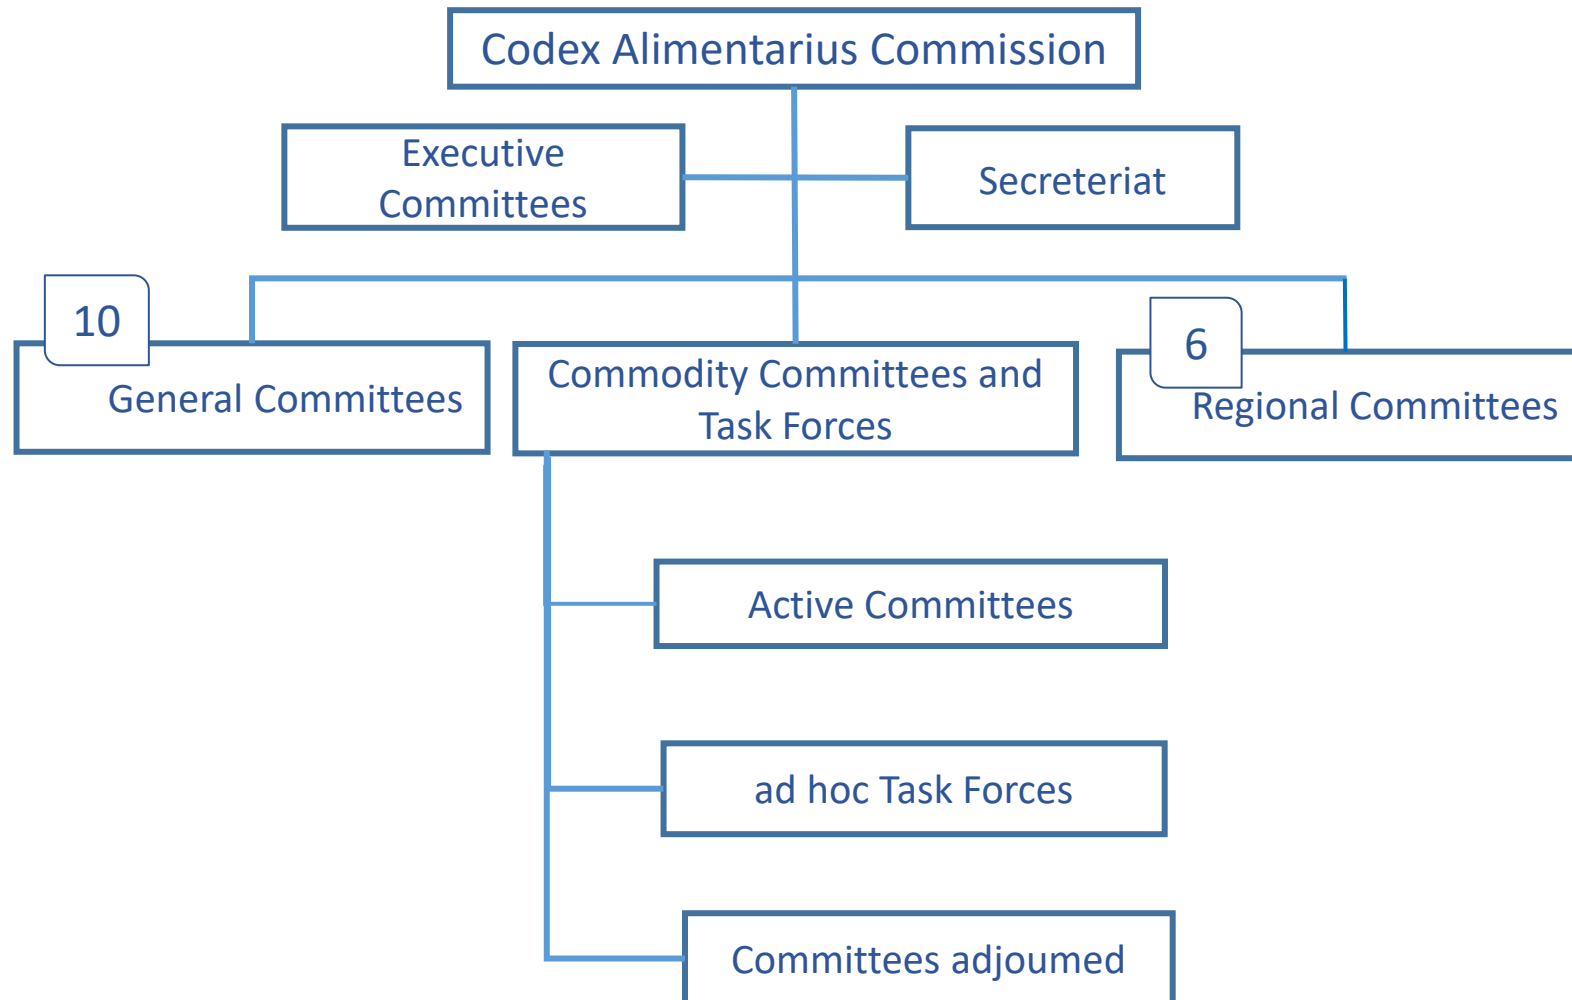 Codex Alimentarius Commission
Executive
Committees
Secreteriat
10
General Committees
Commodity Committees and
Task Forces
6
Regional Committees
Active Committees
ad hoc Task Forces
Committees adjoumed